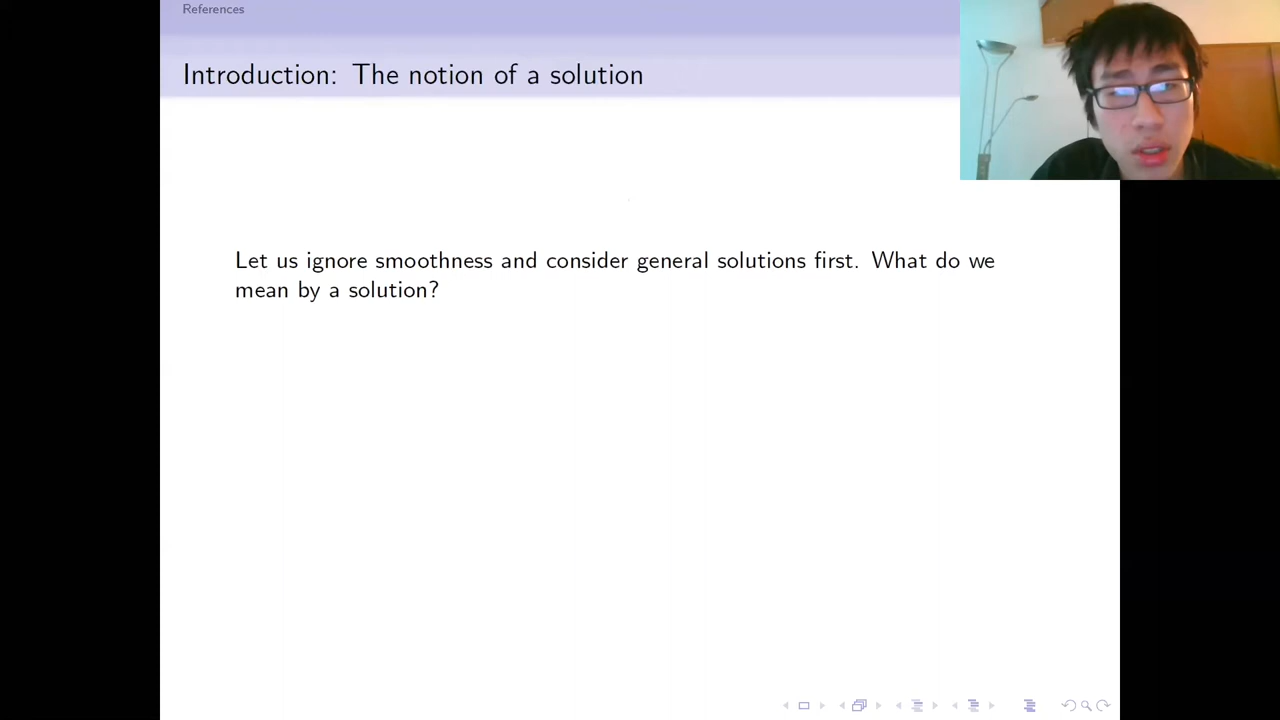 References
Introduction: The notion of a solution
Let us ignore smoothness and consider general solutions first. What do we
mean by a solution?